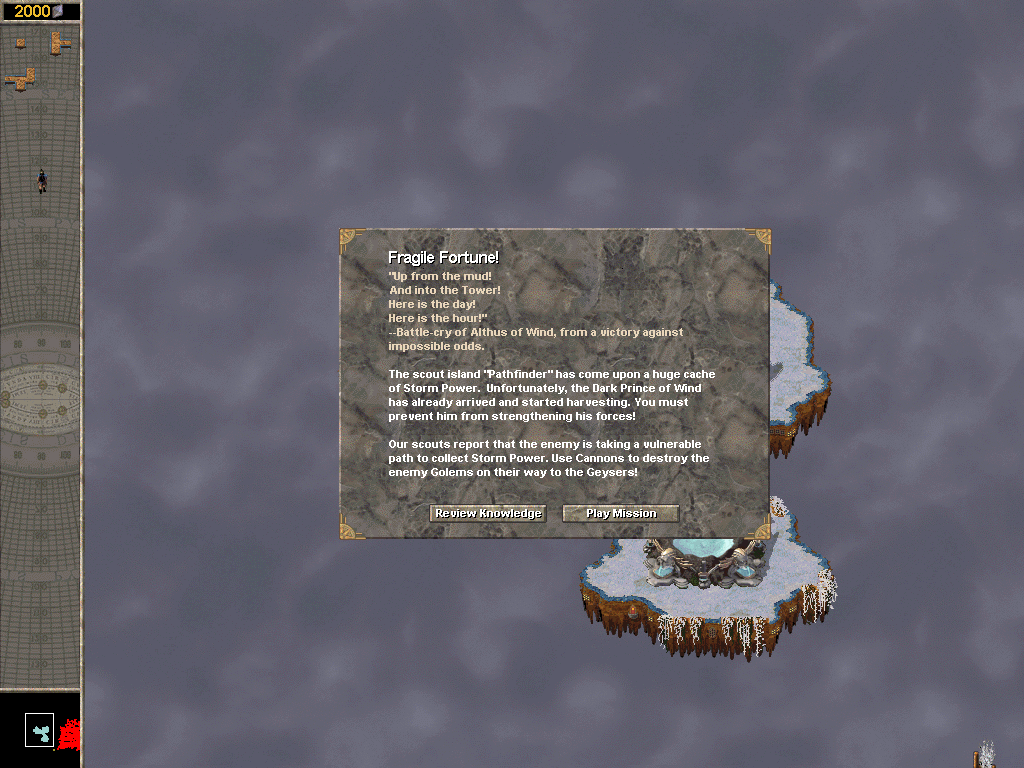 2000
Fragile Fortune!
"Up from the mud!
And into the Tower!
Here is the day!
Here is the hour!"
--Battle-cry of Althus of Wind, from a victory against
impossible odds.
The scout island "Pathfinder" has come upon a huge cache
of Storm Power. Unfortunately, the Dark Prince of Wind
has already arrived and started harvesting. You must
prevent him from strengthening his forces!
Our scouts report that the enemy is taking a vulnerable
path to collect Storm Power. Use Cannons to destroy the
enemy Golems on their way to the Geysers!
Review Knowledge
Play Mission